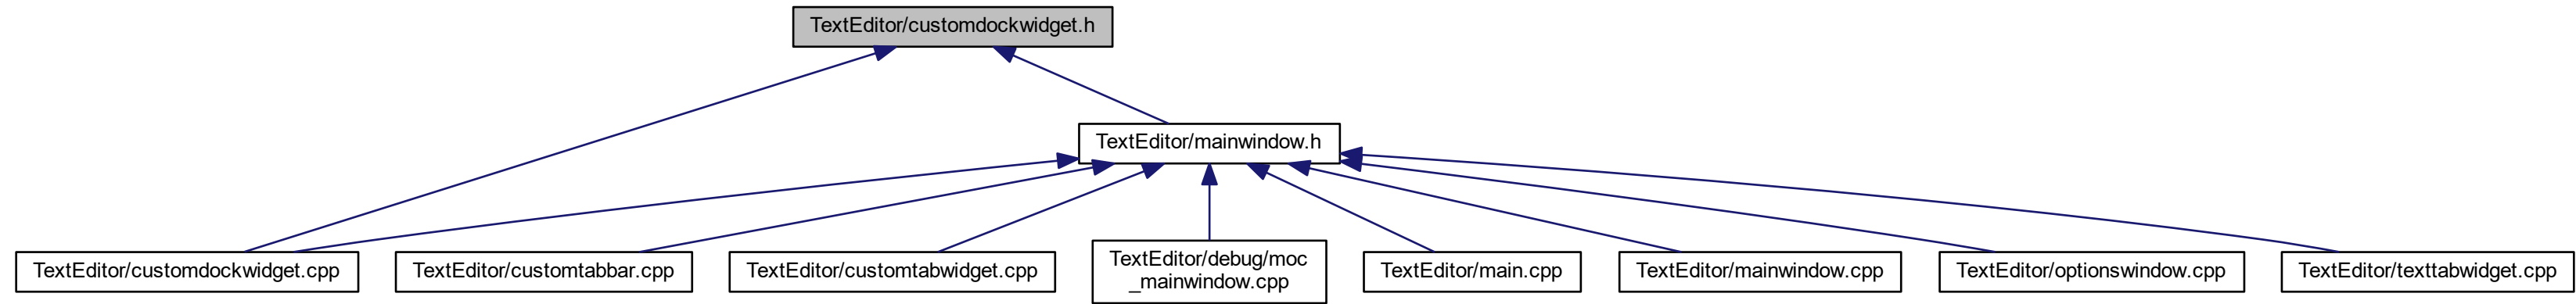 TextEditor/customdockwidget.h
TextEditor/mainwindow.h
TextEditor/customdockwidget.cpp
TextEditor/customtabbar.cpp
TextEditor/customtabwidget.cpp
TextEditor/debug/moc
_mainwindow.cpp
TextEditor/main.cpp
TextEditor/mainwindow.cpp
TextEditor/optionswindow.cpp
TextEditor/texttabwidget.cpp